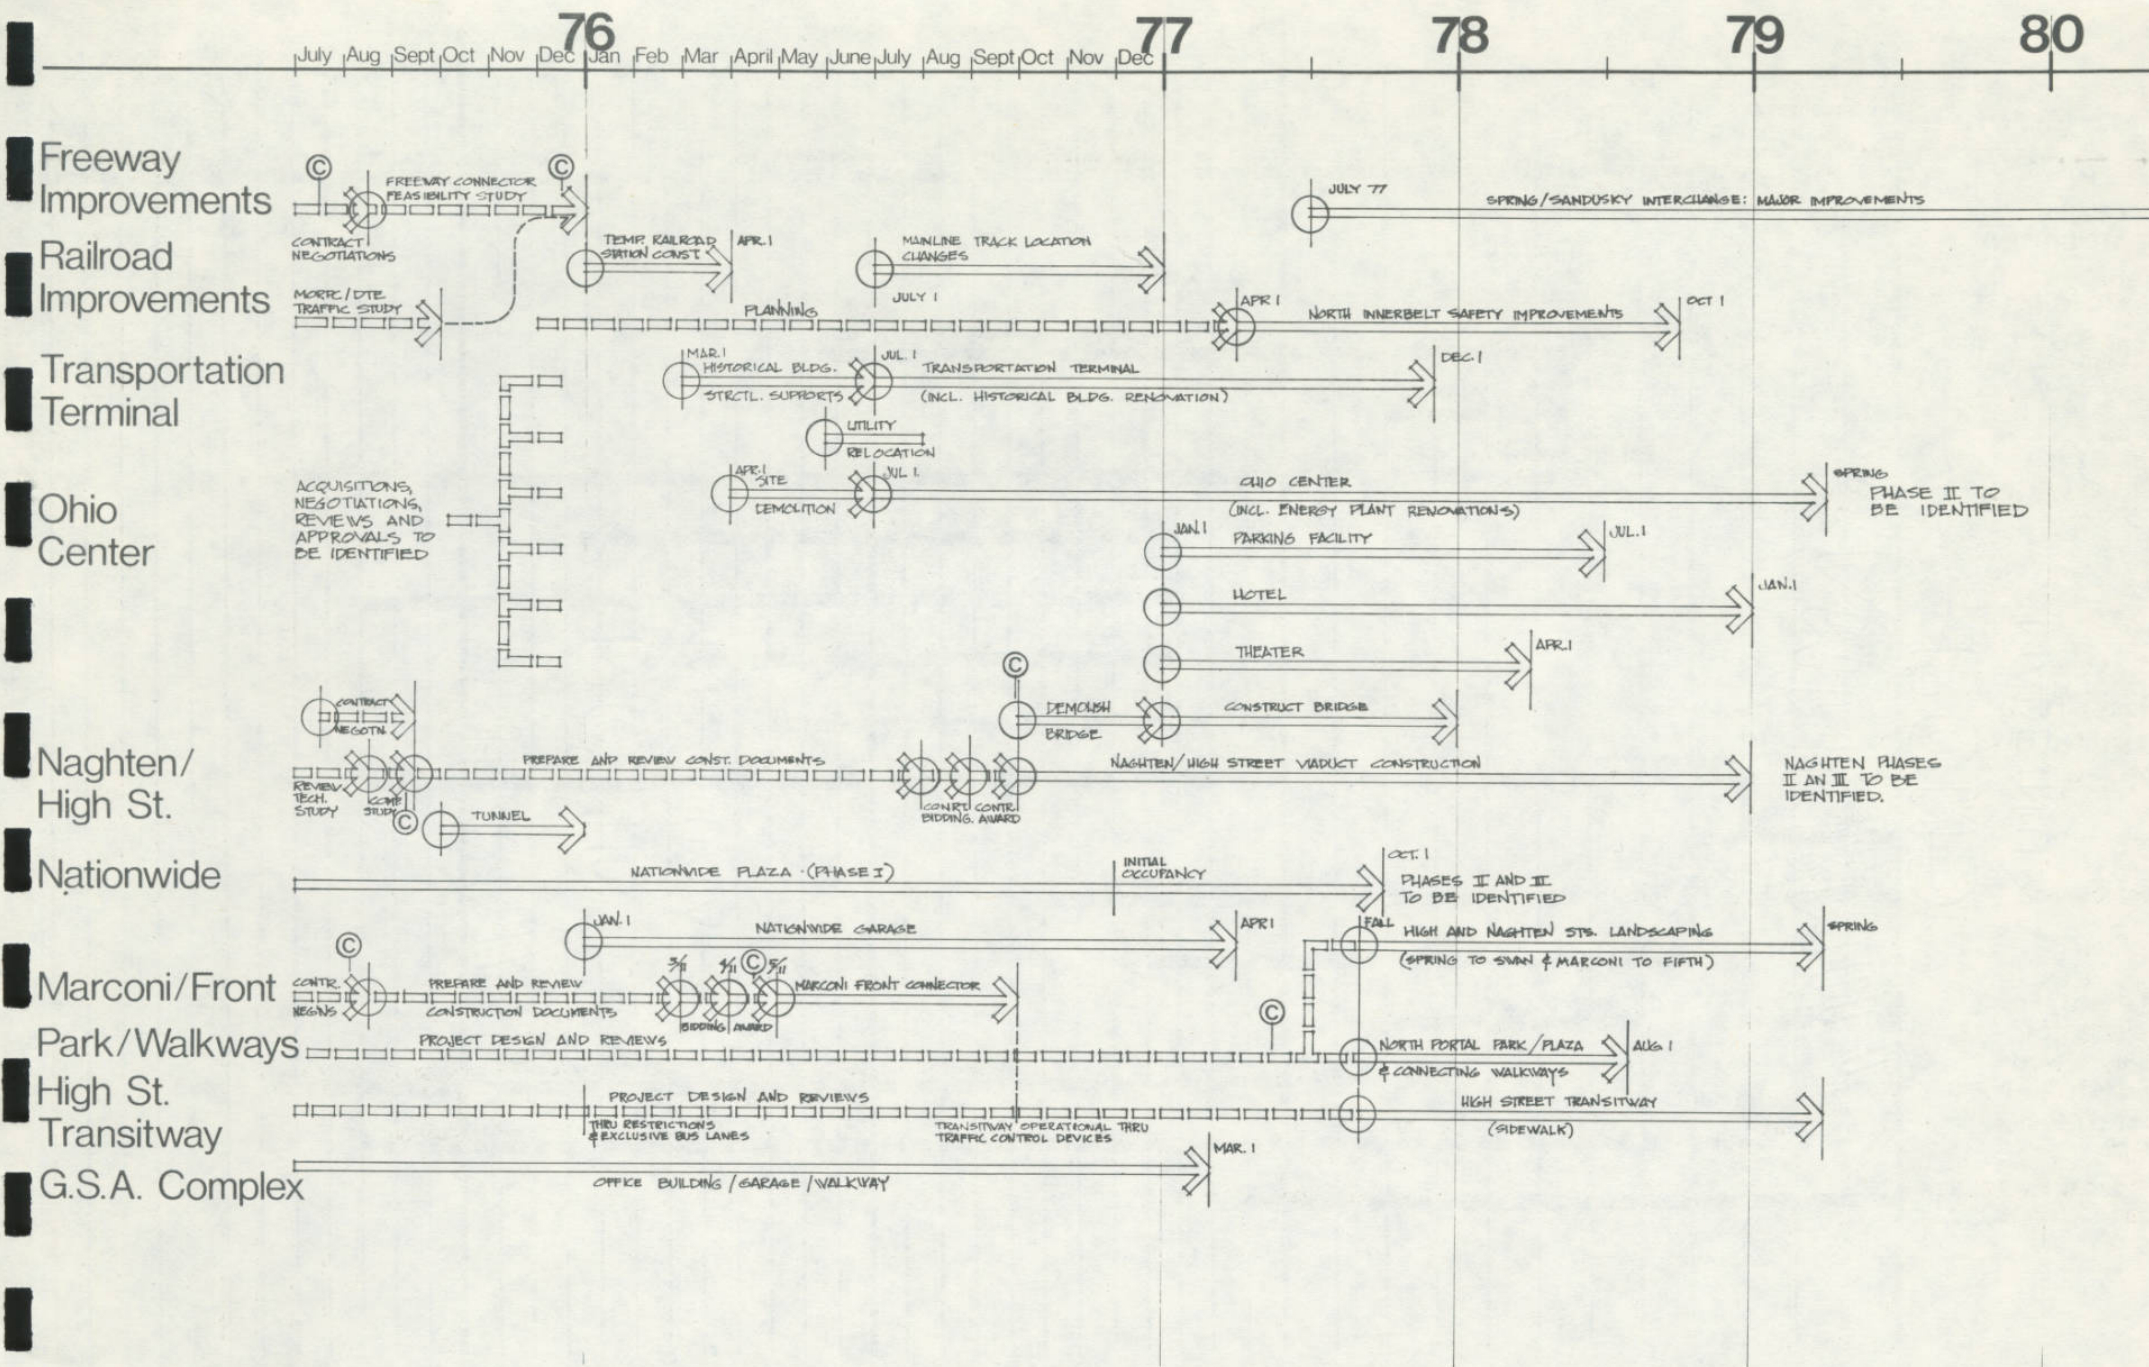 76 77 78 79 80
July Aug Sept Oct Nov Dec Jan Feb Mar April May June July Aug Sept Oct Nov Dec
Freeway
Improvements
© ©
FREEWAY CONNECTOR
FEASIBILITY STUDY
CONTRACT
NEGOTIATIONS
JULY 77
SPRING/SANDUSKY INTERCHANGE: MAJOR IMPROVEMENTS
Railroad
Improvements
TEMP. RAILROAD
STATION CONST.
APR. 1
MAINLINE TRACK LOCATION
CHANGES
JULY 1
MORPC/DTE
TRAFFIC STUDY
PLANNING
APR 1
NORTH INNERBELT SAFETY IMPROVEMENTS
OCT 1
Transportation
Terminal
MAR. 1
HISTORICAL BLDG.
STRCTL. SUPPORTS
JUL. 1
TRANSPORTATION TERMINAL
(INCL. HISTORICAL BLDG. RENOVATION)
DEC. 1
UTILITY
RELOCATION
Ohio
Center
ACQUISITIONS,
NEGOTIATIONS,
REVIEWS AND
APPROVALS TO
BE IDENTIFIED
APR. 1
SITE
DEMOLITION
JUL 1.
OHIO CENTER
(INCL. ENERGY PLANT RENOVATIONS)
SPRING
PHASE II TO
BE IDENTIFIED
JAN. 1
PARKING FACILITY
JUL. 1
HOTEL
JAN. 1
THEATER
APR. 1
Naghten/
High St.
CONTRACT
NEGOTN.
©
DEMOLISH
BRIDGE
CONSTRUCT BRIDGE
REVIEW
TECH.
STUDY
COMP.
STUDY
©
PREPARE AND REVIEW CONST. DOCUMENTS
CONRT. CONTR.
BIDDING. AWARD
NAGHTEN/HIGH STREET VIADUCT CONSTRUCTION
NAGHTEN PHASES
II AN III TO BE
IDENTIFIED.
TUNNEL
Nationwide
NATIONWIDE PLAZA (PHASE I)
INITIAL
OCCUPANCY
OCT. 1
PHASES II AND III
TO BE IDENTIFIED
JAN. 1
NATIONWIDE GARAGE
APR 1
Marconi/Front
©
CONTR.
NEGNS
PREPARE AND REVIEW
CONSTRUCTION DOCUMENTS
3/11 4/11 © 5/11
BIDDING AWARD
MARCONI FRONT CONNECTOR
FALL
HIGH AND NAGHTEN STS. LANDSCAPING
(SPRING TO SWAN & MARCONI TO FIFTH)
SPRING
Park/Walkways
PROJECT DESIGN AND REVIEWS
©
NORTH PORTAL PARK/PLAZA
& CONNECTING WALKWAYS
AUG 1
High St.
Transitway
PROJECT DESIGN AND REVIEWS
THRU RESTRICTIONS
& EXCLUSIVE BUS LANES
TRANSITWAY OPERATIONAL THRU
TRAFFIC CONTROL DEVICES
HIGH STREET TRANSITWAY
(SIDEWALK)
G.S.A. Complex
OFFICE BUILDING/GARAGE/WALKWAY
MAR. 1